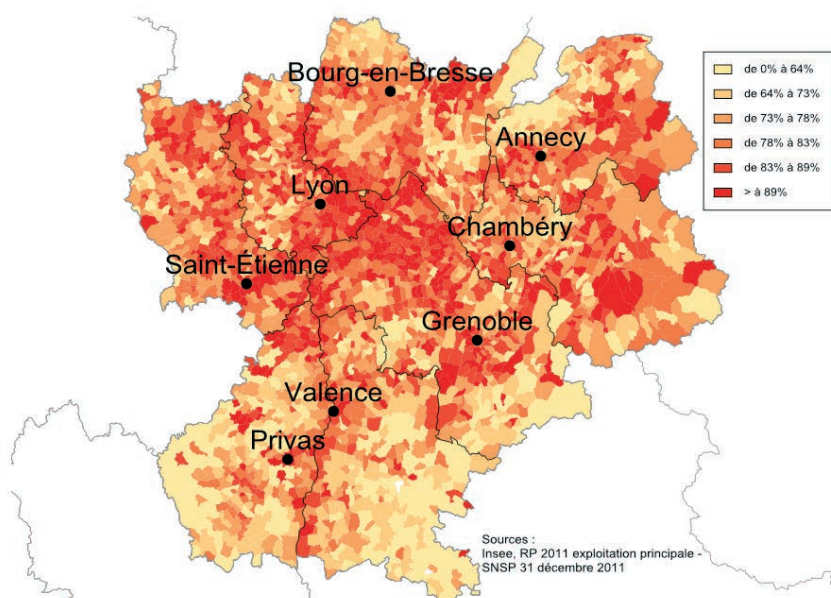 Bourg-en-Bresse
Annecy
Lyon
Chambéry
Saint-Étienne
Grenoble
Valence
Privas
de 0% à 64%
de 64% à 73%
de 73% à 78%
de 78% à 83%
de 83% à 89%
> à 89%
Sources :
Insee, RP 2011 exploitation principale -
SNSP 31 décembre 2011